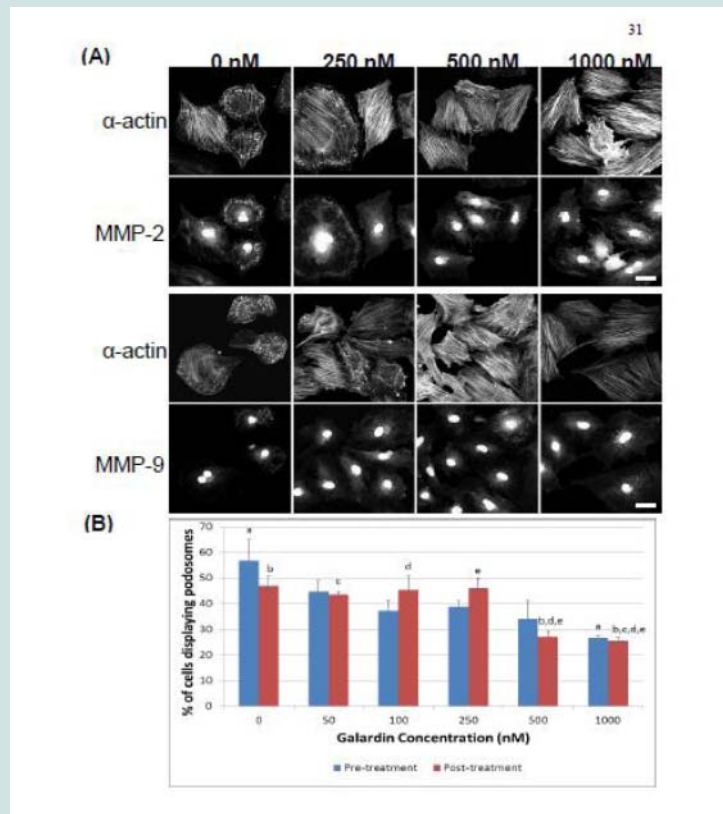 31
(A)
0 nM 250 nM 500 nM 1000 nM
α-actin
MMP-2
α-actin
MMP-9
(B)
% of cells displaying podosomes
70
60
50
40
30
20
10
0
a
b
c
d
e
b,d,e
a
b,c,d,e
0 50 100 250 500 1000
Galardin Concentration (nM)
Pre-treatment Post-treatment